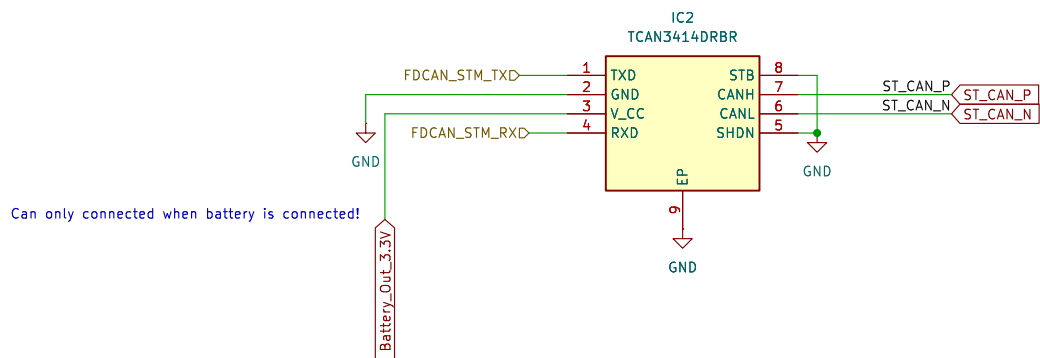 IC2
TCAN3414DRBR
FDCAN_STM_TX
1
TXD
STB
8
2
GND
CANH
7
ST_CAN_P
ST_CAN_P
3
V_CC
CANL
6
ST_CAN_N
ST_CAN_N
FDCAN_STM_RX
4
RXD
SHDN
5
GND
GND
EP
9
Can only connected when battery is connected!
GND
Battery_Out_3.3V